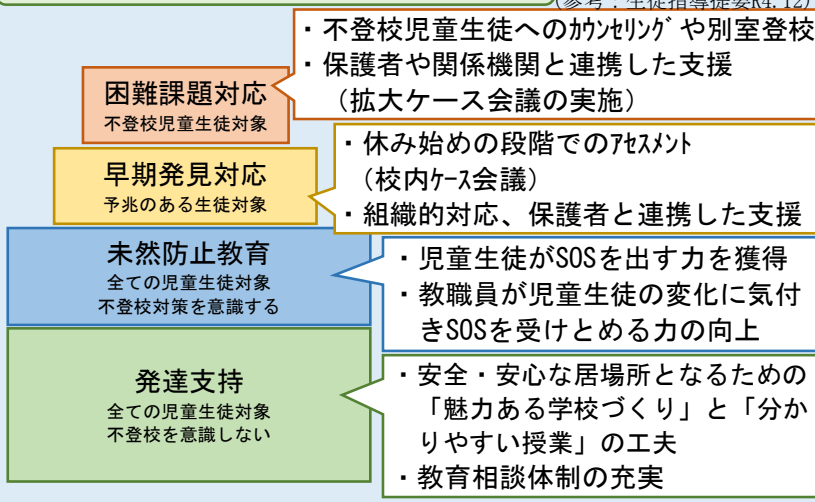 （参考：生徒指導提要R4.12）
・不登校児童生徒へのｶｳﾝｾﾘﾝｸﾞや別室登校
・保護者や関係機関と連携した支援
（拡大ケース会議の実施）
困難課題対応
不登校児童生徒対象
・休み始めの段階でのｱｾｽﾒﾝﾄ
（校内ｹｰｽ会議）
・組織的対応、保護者と連携した支援
早期発見対応
予兆のある生徒対象
未然防止教育
全ての児童生徒対象
不登校対策を意識する
・児童生徒がSOSを出す力を獲得
・教職員が児童生徒の変化に気付
きSOSを受けとめる力の向上
発達支持
全ての児童生徒対象
不登校を意識しない
・安全・安心な居場所となるための
「魅力ある学校づくり」と「分か
りやすい授業」の工夫
・教育相談体制の充実